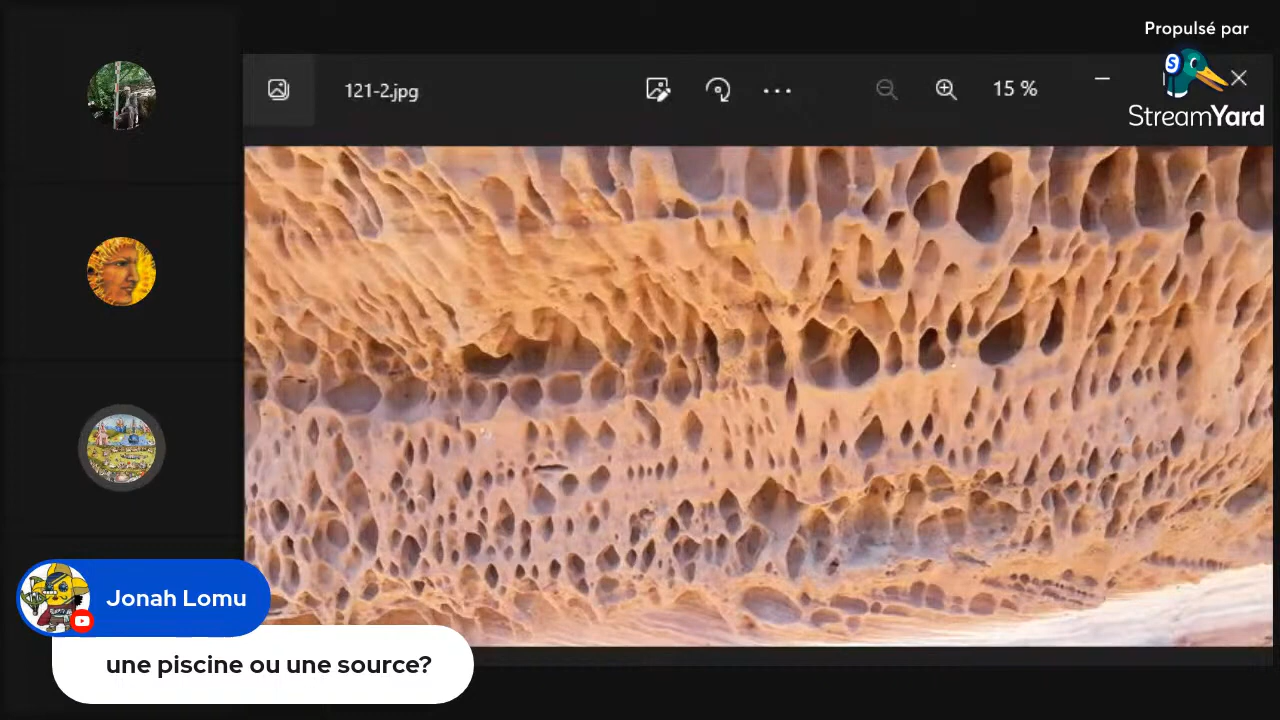 Propulsé par
StreamYard
121-2.jpg
15 %
Jonah Lomu
une piscine ou une source?